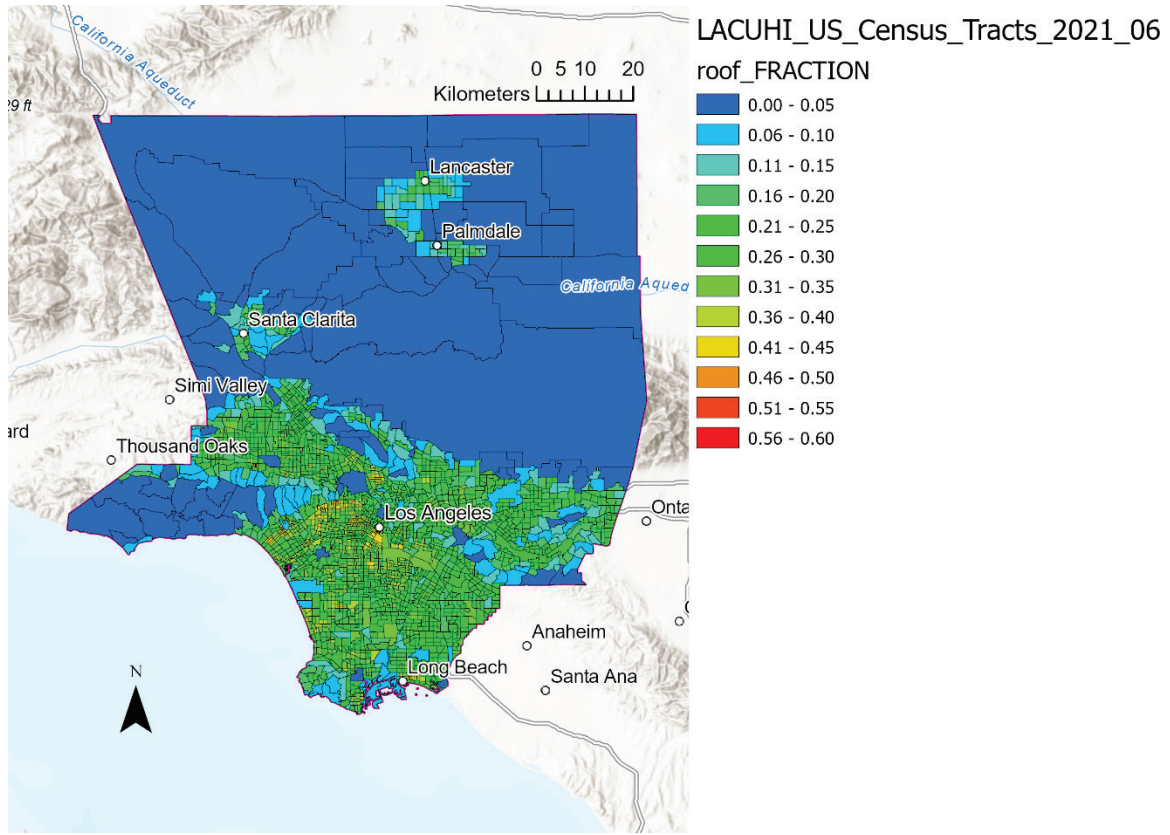 LACUHI_US_Census_Tracts_2021_06
roof_FRACTION
0.00 - 0.05
0.06 - 0.10
0.11 - 0.15
0.16 - 0.20
0.21 - 0.25
0.26 - 0.30
0.31 - 0.35
0.36 - 0.40
0.41 - 0.45
0.46 - 0.50
0.51 - 0.55
0.56 - 0.60
California Aqueduct
0 5 10 20
Kilometers
29 ft
Lancaster
Palmdale
California Aqued
Santa Clarita
Simi Valley
ard
Thousand Oaks
Los Angeles
Onta
Anaheim
Long Beach
Santa Ana
N